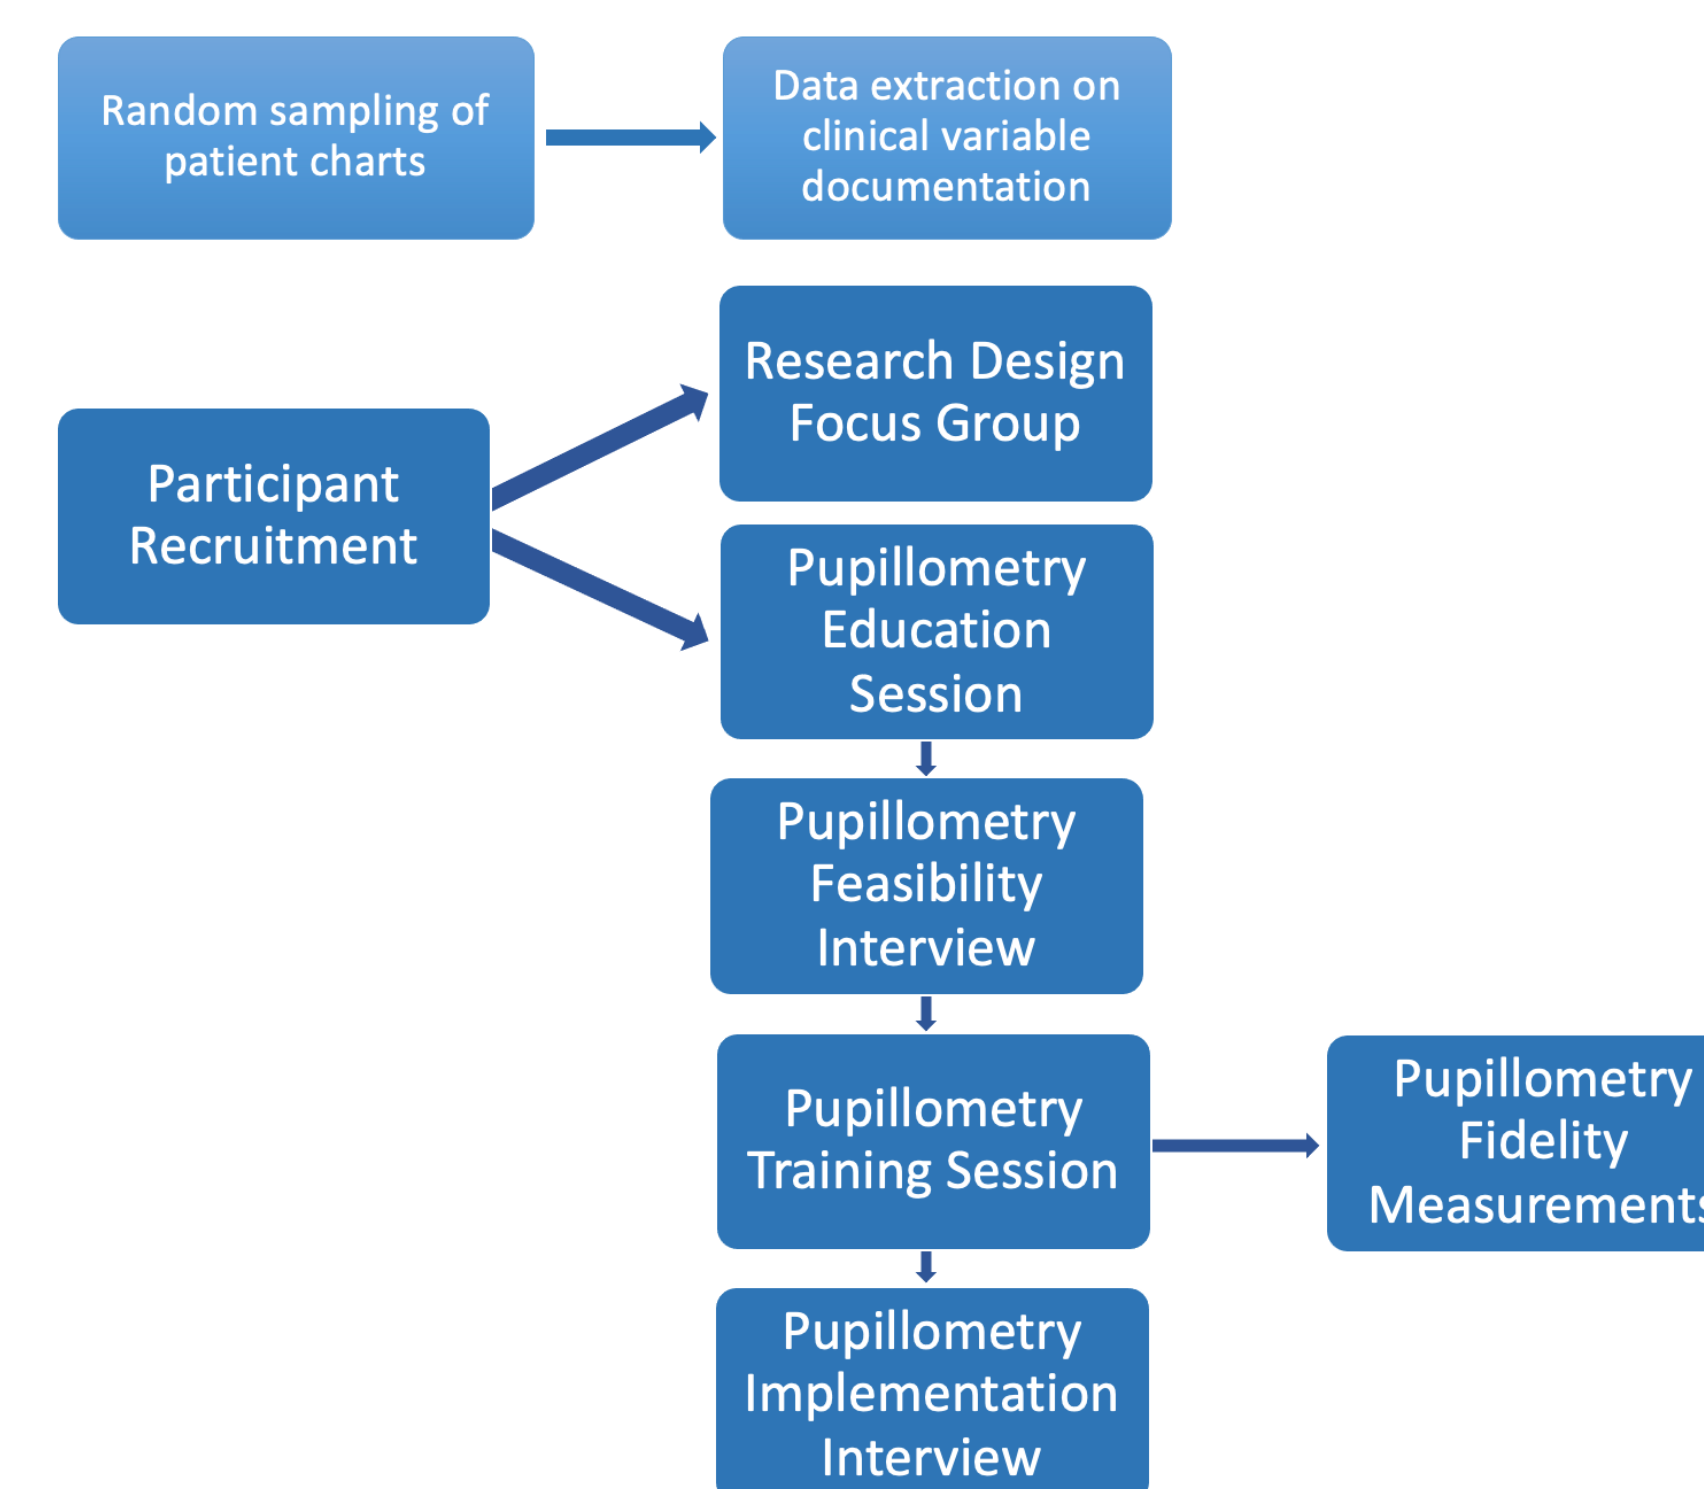 Random sampling of
patient charts
Data extraction on
clinical variable
documentation
Research Design
Focus Group
Participant
Recruitment
Pupillometry
Education
Session
Pupillometry
Feasibility
Interview
Pupillometry
Training Session
Pupillometry
Fidelity
Measurements
Pupillometry
Implementation
Interview